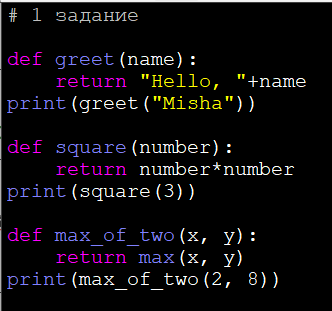 # 1 задание
def greet(name):
    return "Hello, "+name
print(greet("Misha"))
def square(number):
    return number*number
print(square(3))
def max_of_two(x, y):
    return max(x, y)
print(max_of_two(2, 8))